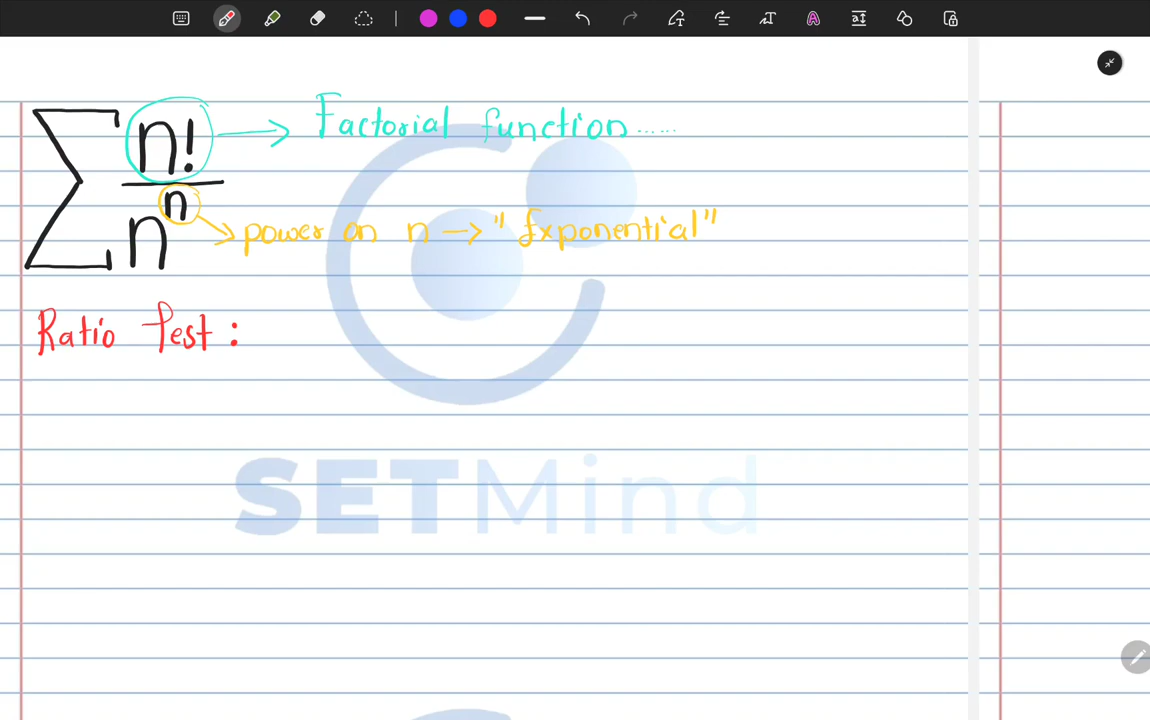 ∑ n!/n^n
Factorial function......
power on n → "Exponential"
Ratio Test :
SETMind